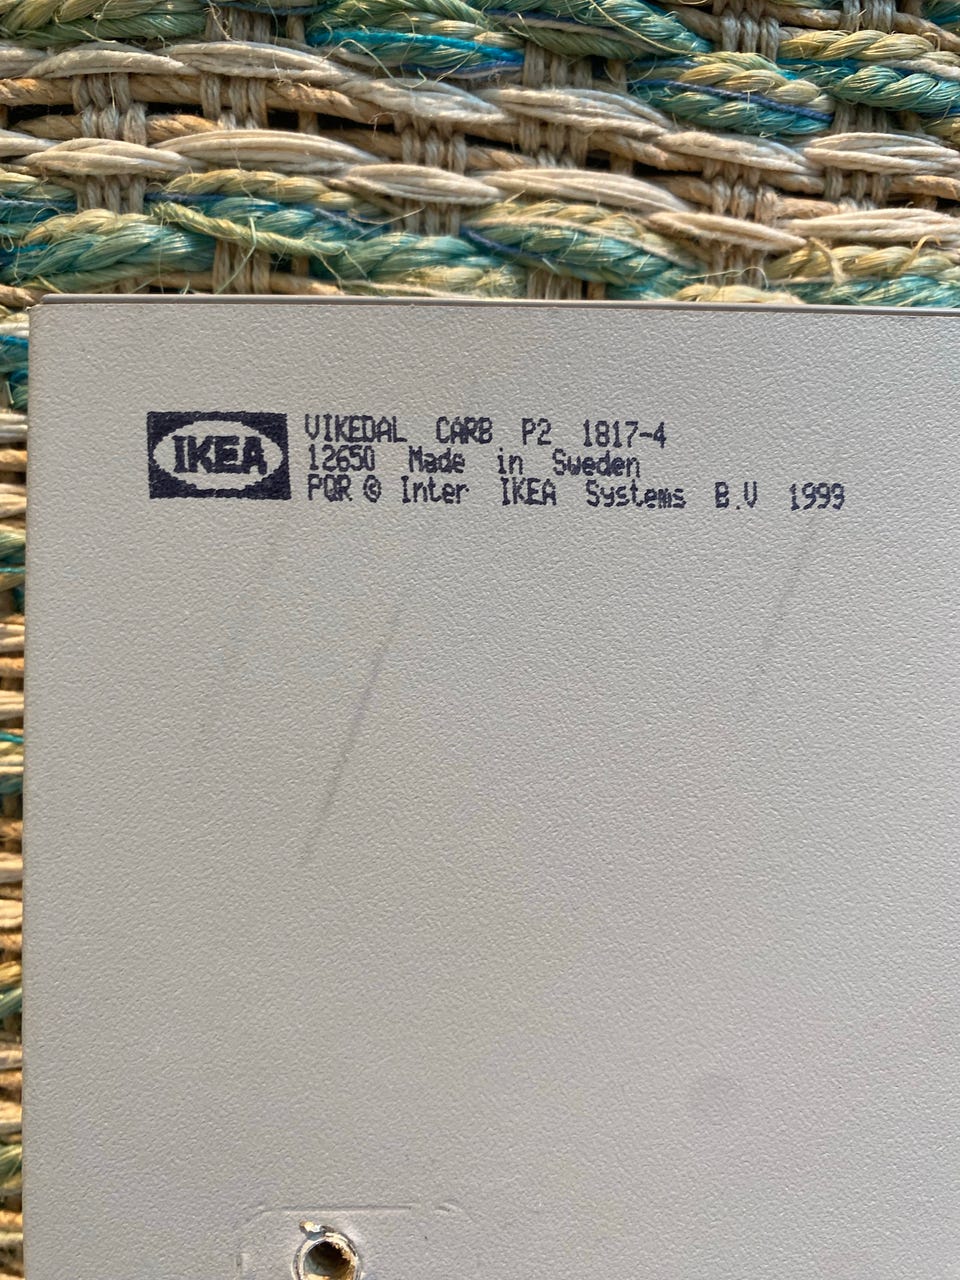 IKEA
VIKEDAL CARB P2 1817-4
12650 Made in Sweden
PQR © Inter IKEA Systems B.V 1999